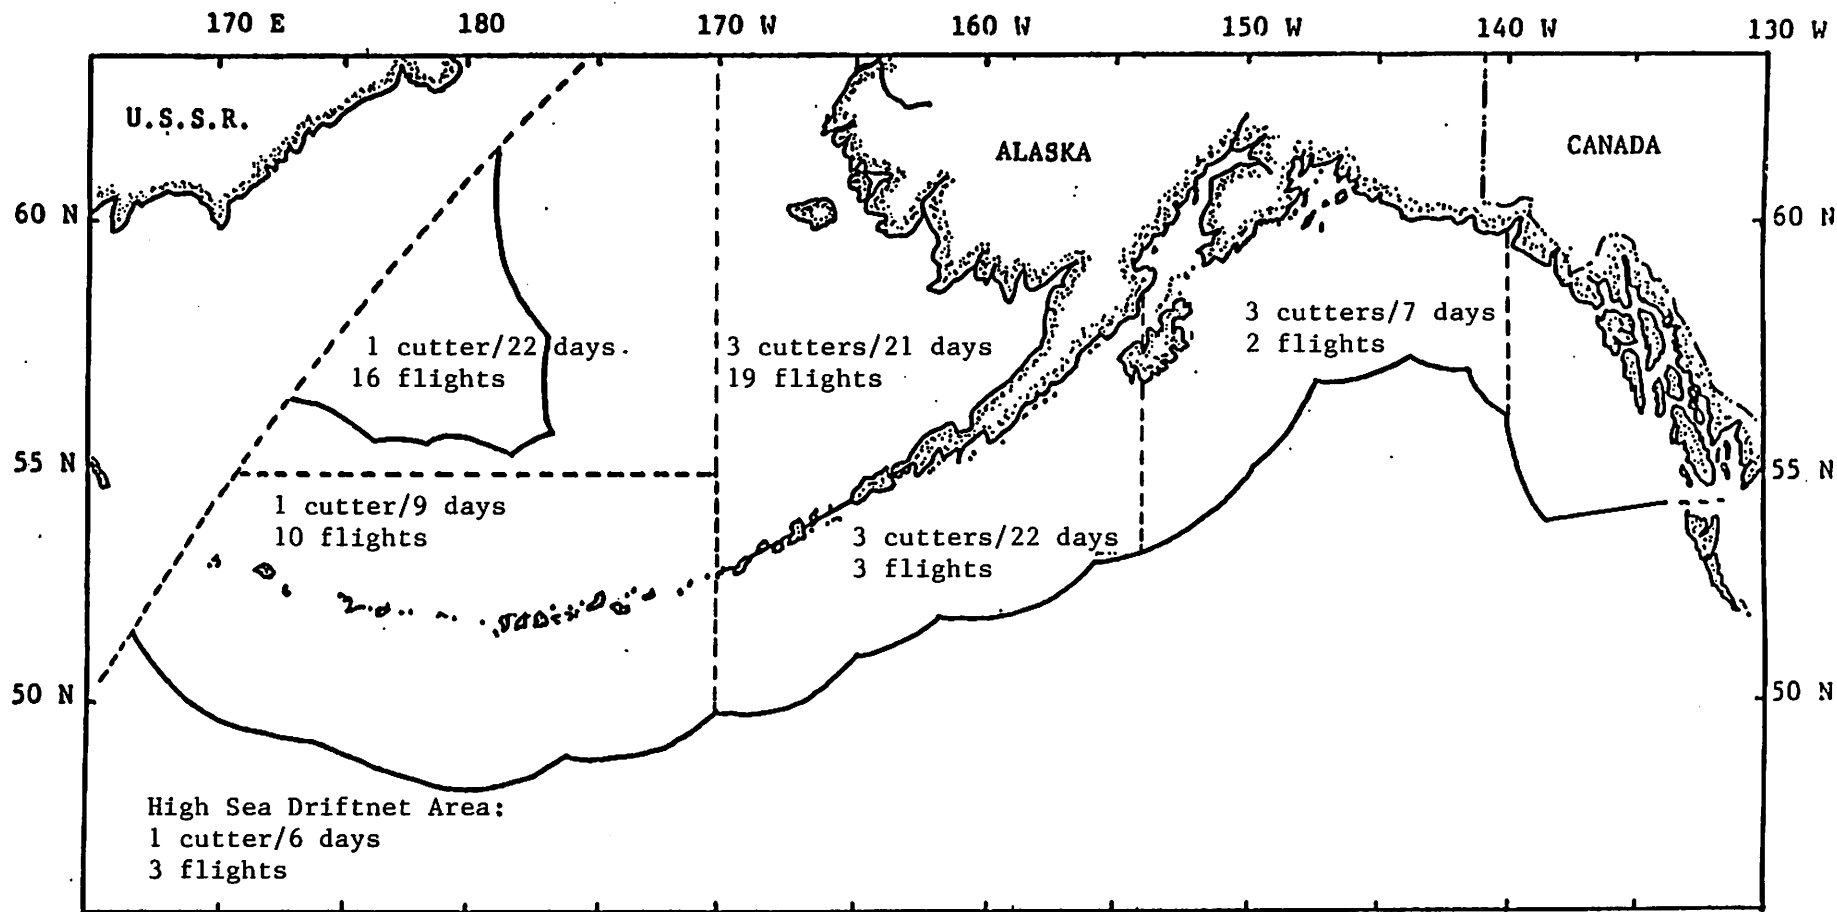 170 E 180 170 W 160 W 150 W 140 W 130 W
U.S.S.R.
ALASKA
CANADA
60 N
60 N
3 cutters/7 days
2 flights
1 cutter/22 days.
16 flights
3 cutters/21 days
19 flights
55 N
55 N
1 cutter/9 days
10 flights
3 cutters/22 days
3 flights
50 N
50 N
High Sea Driftnet Area:
1 cutter/6 days
3 flights